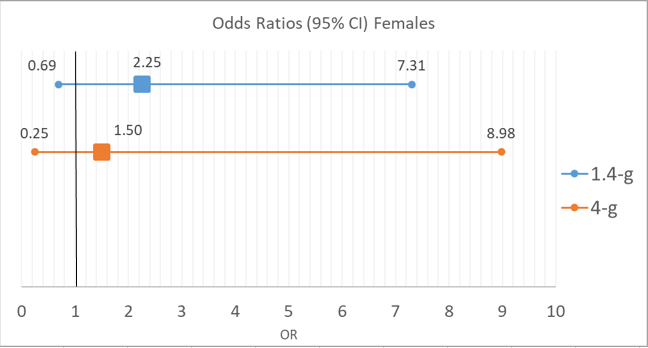 Odds Ratios (95% CI) Females
0.69 2.25 7.31
0.25 1.50 8.98
1.4-g
4-g
0 1 2 3 4 5 6 7 8 9 10
OR